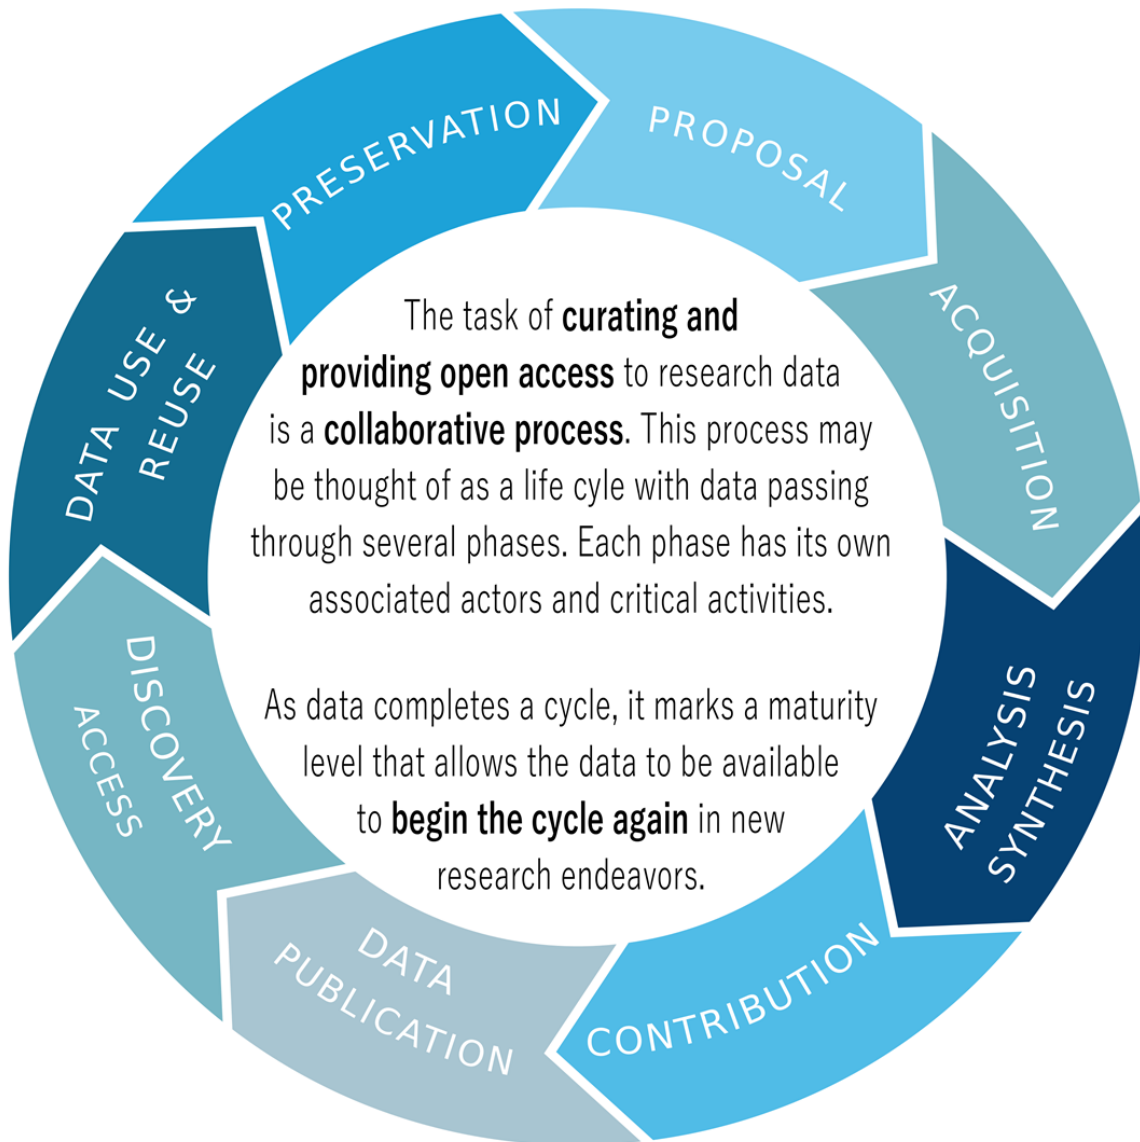 PRESERVATION
PROPOSAL
ACQUISITION
ANALYSIS
SYNTHESIS
CONTRIBUTION
DATA
PUBLICATION
DISCOVERY
ACCESS
DATA USE &
REUSE
The task of curating and
providing open access to research data
is a collaborative process. This process may
be thought of as a life cyle with data passing
through several phases. Each phase has its own
associated actors and critical activities.
As data completes a cycle, it marks a maturity
level that allows the data to be available
to begin the cycle again in new
research endeavors.